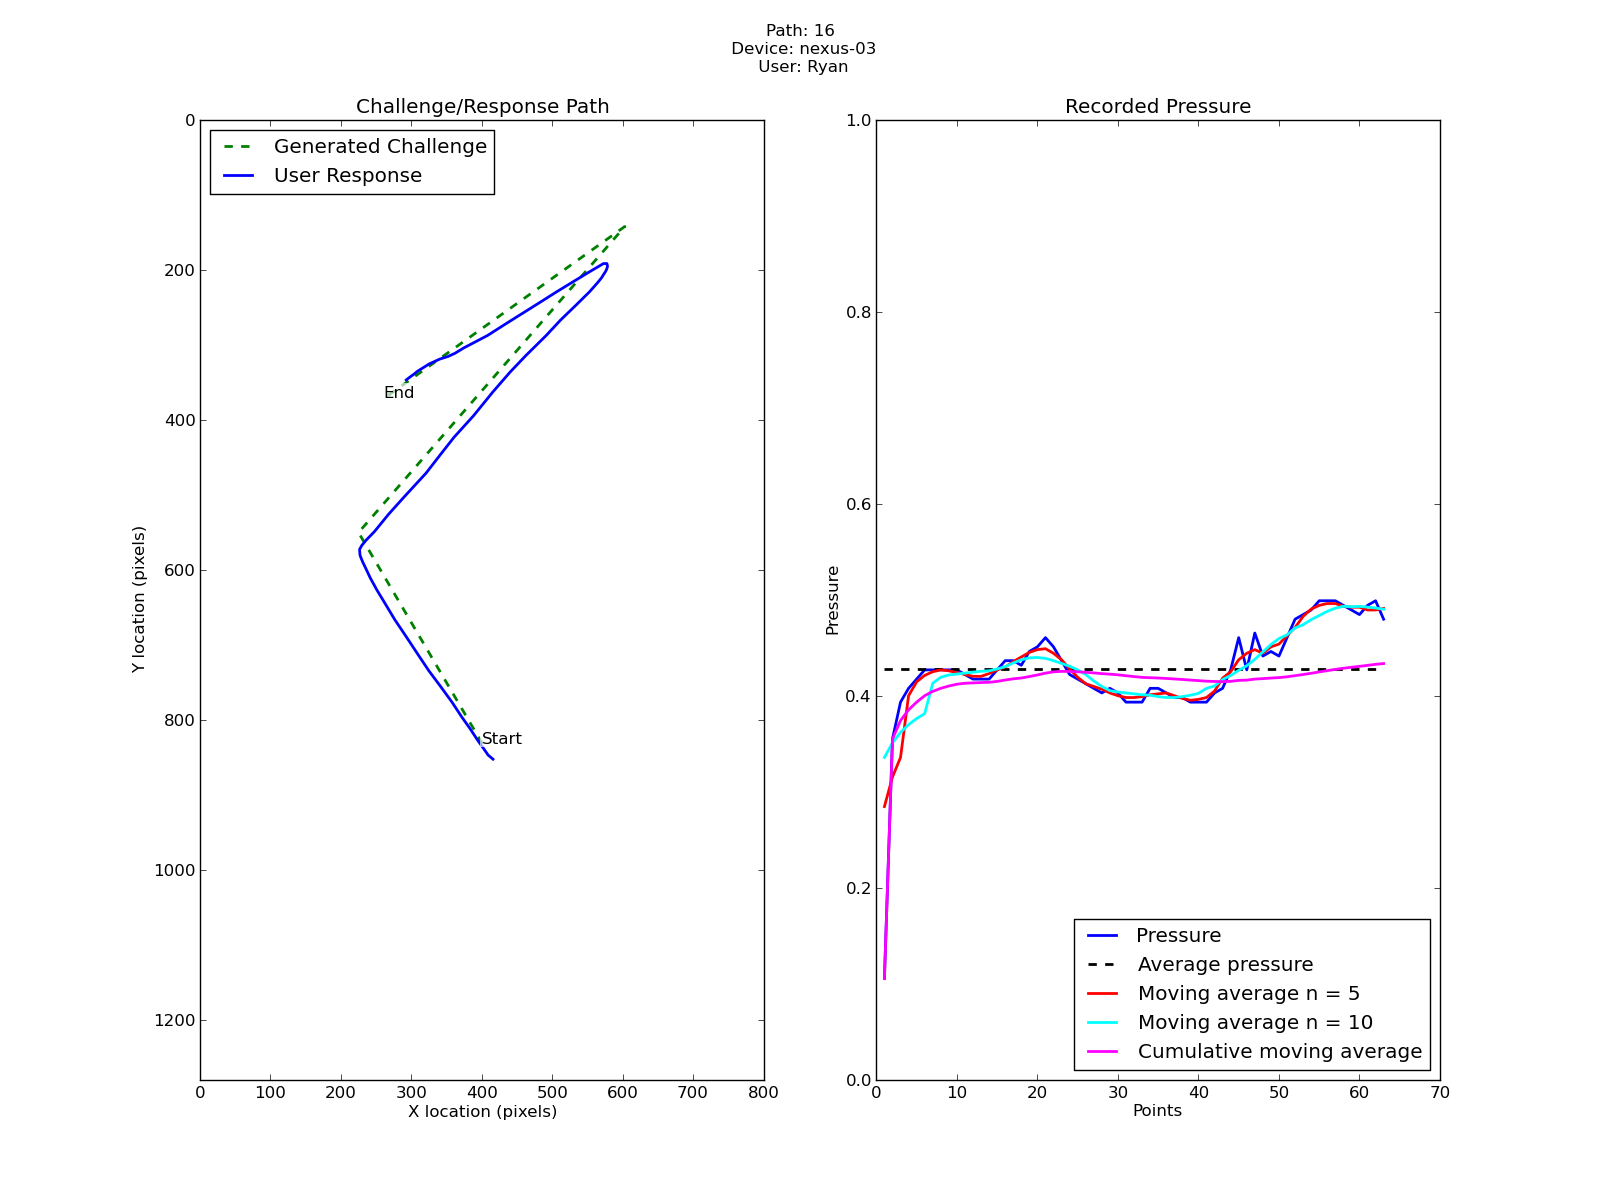 Path: 16
Device: nexus-03
User: Ryan
Challenge/Response Path
Generated Challenge
User Response
End
Start
0
200
400
600
800
1000
1200
Y location (pixels)
0 100 200 300 400 500 600 700 800
X location (pixels)
Recorded Pressure
1.0
0.8
0.6
0.4
0.2
0.0
Pressure
Pressure
Average pressure
Moving average n = 5
Moving average n = 10
Cumulative moving average
0 10 20 30 40 50 60 70
Points